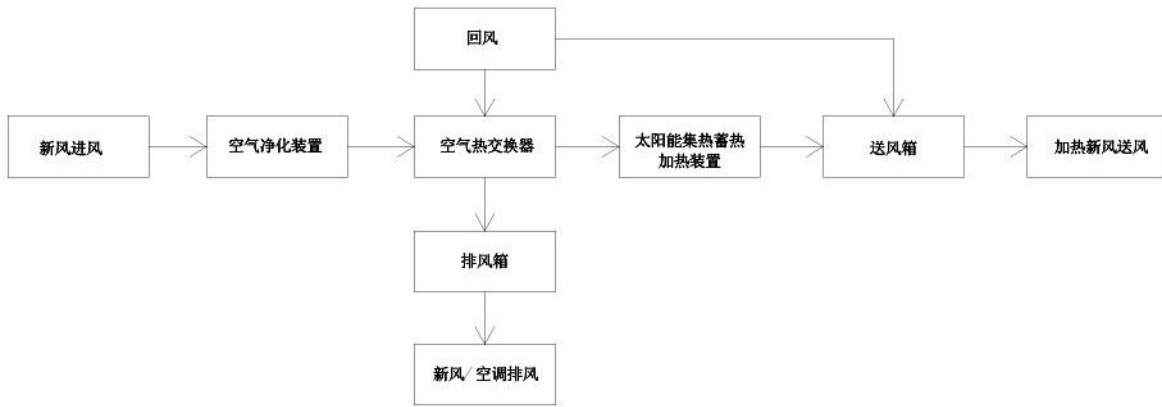 回风
新风进风
空气净化装置
空气热交换器
太阳能集热蓄热
加热装置
送风箱
加热新风送风
排风箱
新风/空调排风